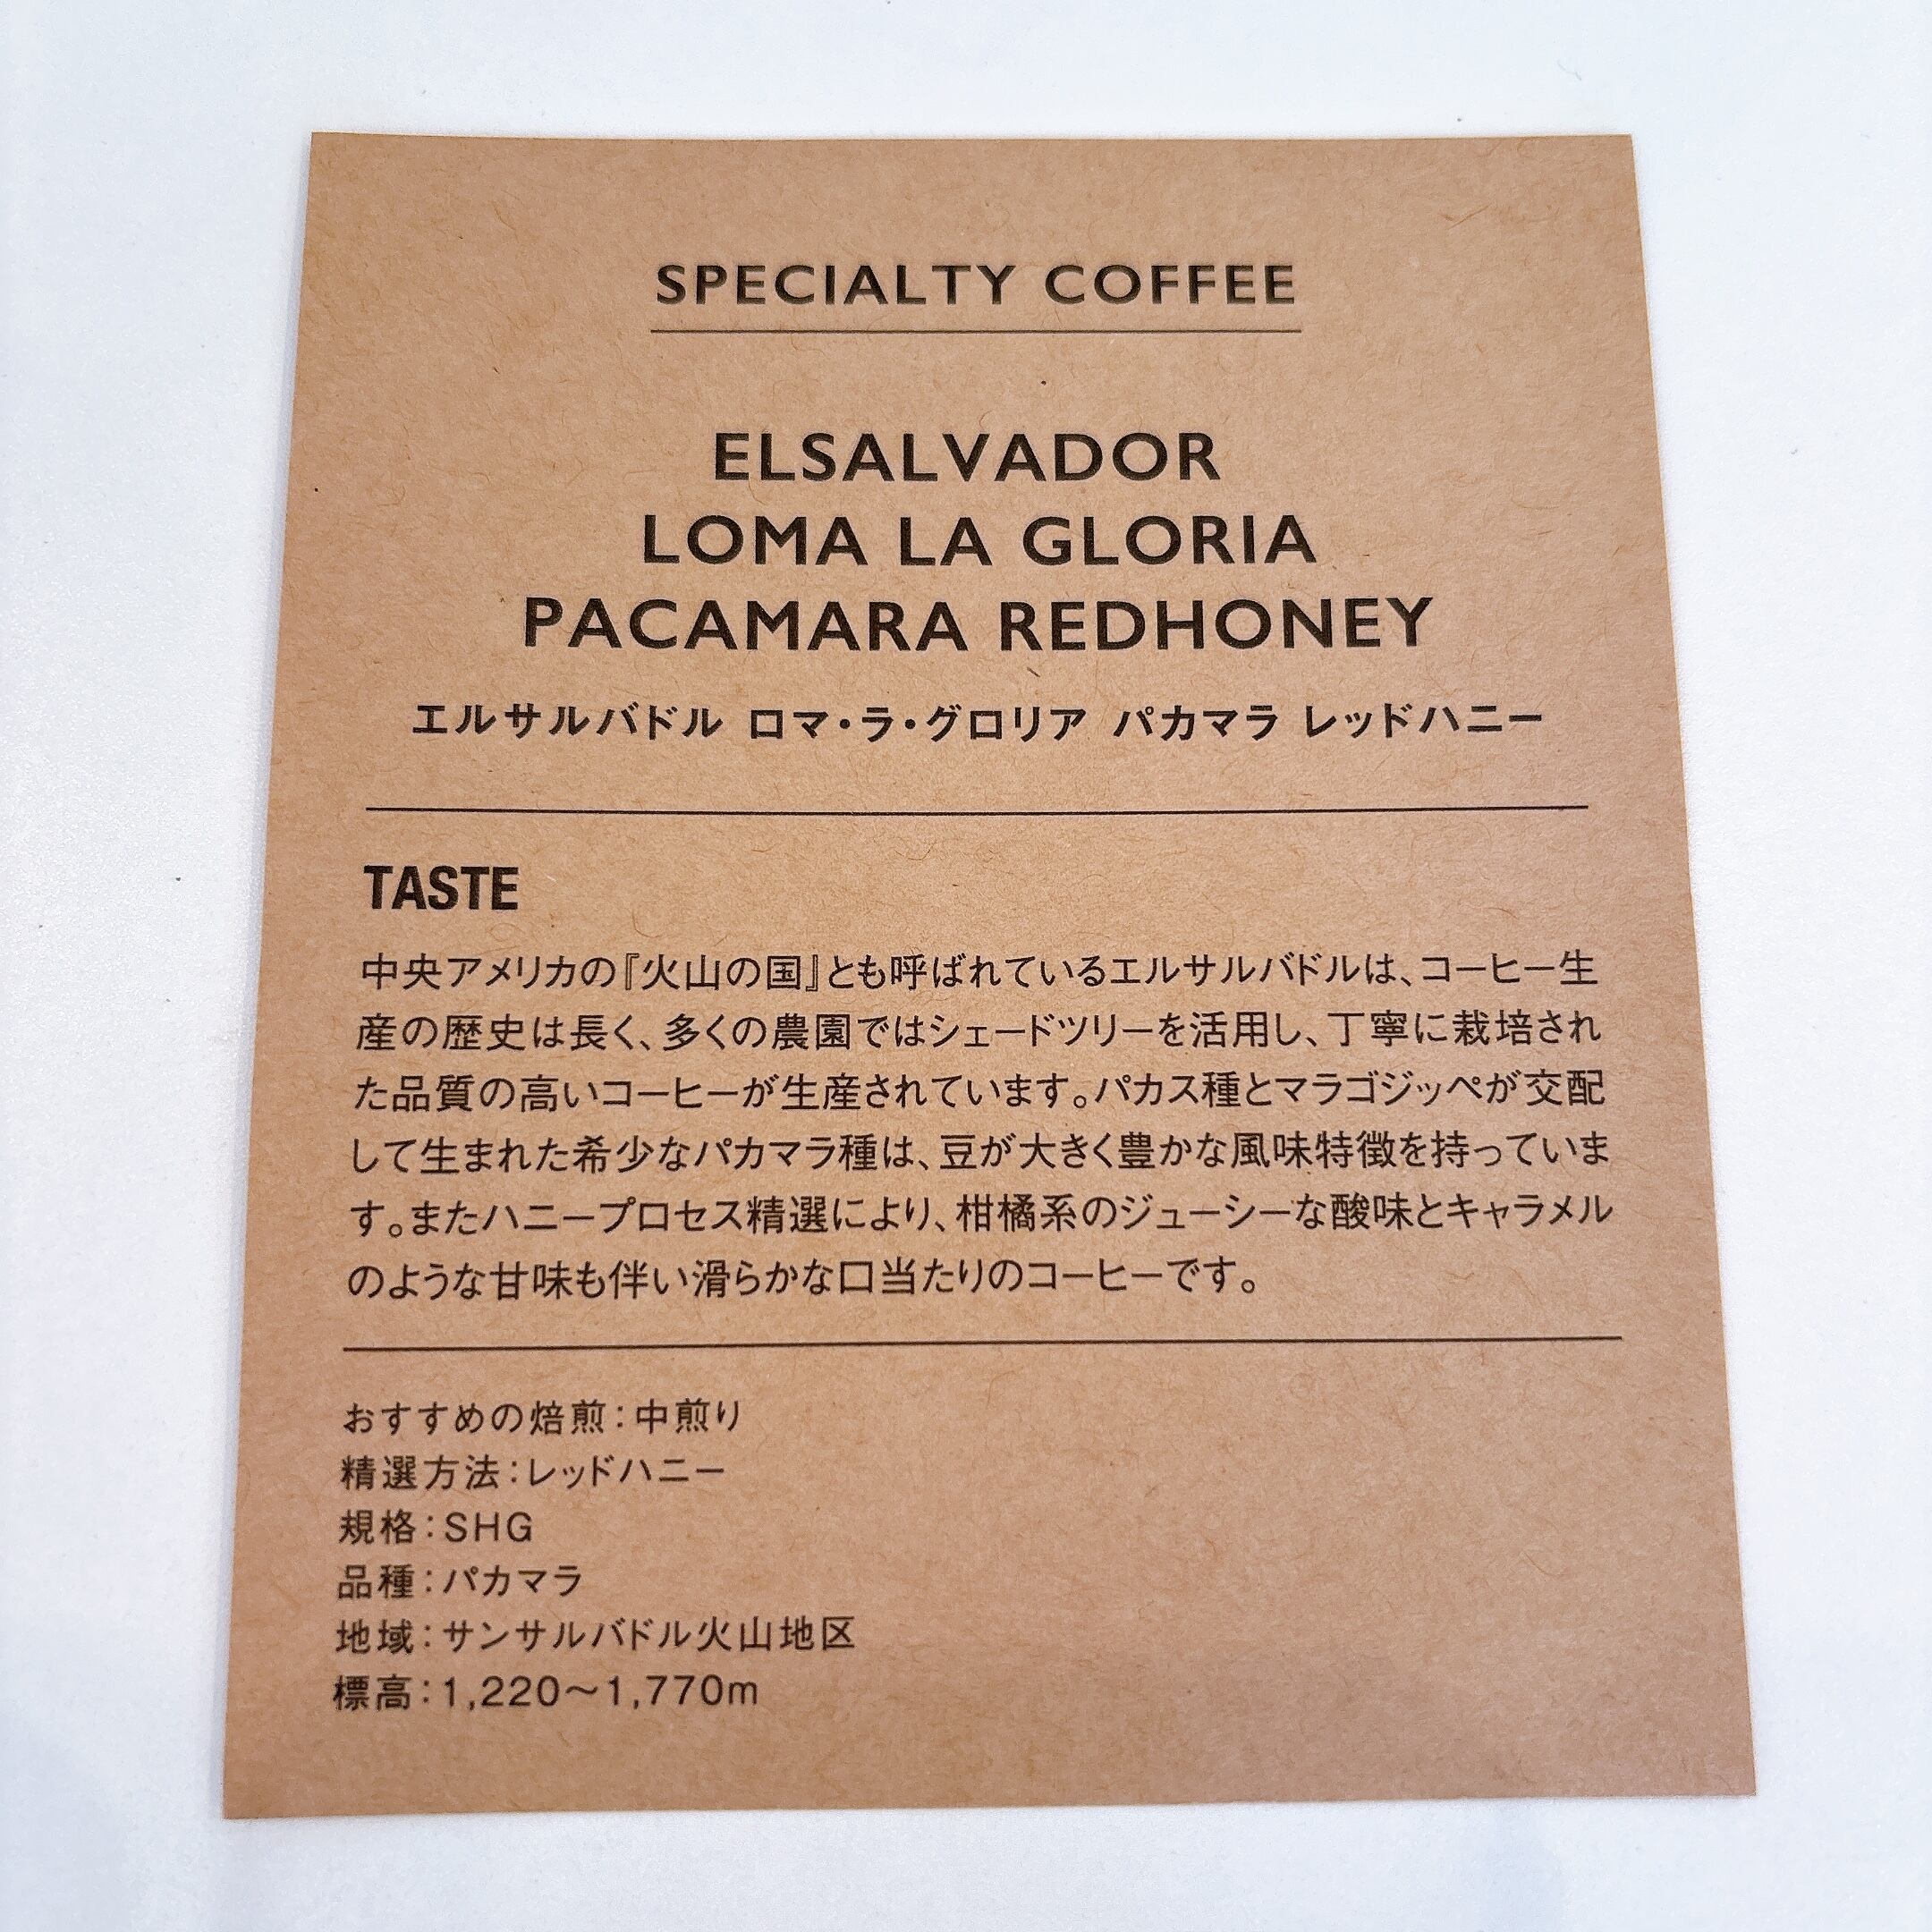 SPECIALTY COFFEE
ELSALVADOR
LOMA LA GLORIA
PACAMARA REDHONEY
エルサルバドル ロマ・ラ・グロリア パカマラ レッドハニー
TASTE
中央アメリカの『火山の国』とも呼ばれているエルサルバドルは、コーヒー生
産の歴史は長く、多くの農園ではシェードツリーを活用し、丁寧に栽培され
た品質の高いコーヒーが生産されています。パカス種とマラゴジッペが交配
して生まれた希少なパカマラ種は、豆が大きく豊かな風味特徴を持っていま
す。またハニープロセス精選により、柑橘系のジューシーな酸味とキャラメル
のような甘味も伴い滑らかな口当たりのコーヒーです。
おすすめの焙煎：中煎り
精選方法：レッドハニー
規格：SHG
品種：パカマラ
地域：サンサルバドル火山地区
標高：1,220～1,770m